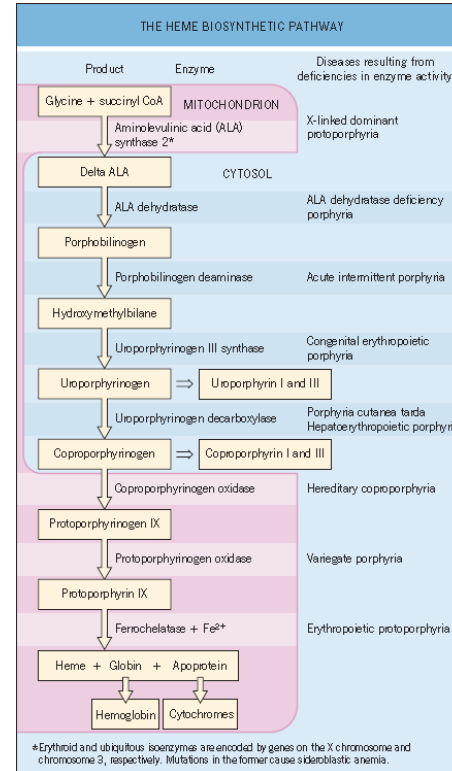 THE HEME BIOSYNTHETIC PATHWAY
Product Enzyme Diseases resulting from
deficiencies in enzyme activity
Glycine + succinyl CoA MITOCHONDRION
Aminolevulinic acid (ALA)
synthase 2*
X-linked dominant
protoporphyria
Delta ALA CYTOSOL
ALA dehydratase
ALA dehydratase deficiency
porphyria
Porphobilinogen
Porphobilinogen deaminase Acute intermittent porphyria
Hydroxymethylbilane
Uroporphyrinogen III synthase
Congenital erythropoietic
porphyria
Uroporphyrinogen ⇒ Uroporphyrin I and III
Uroporphyrinogen decarboxylase
Porphyria cutanea tarda
Hepatoerythropoietic porphyri
Coproporphyrinogen ⇒ Coproporphyrin I and III
Coproporphyrinogen oxidase Hereditary coproporphyria
Protoporphyrinogen IX
Protoporphyrinogen oxidase Variegate porphyria
Protoporphyrin IX
Ferrochelatase + Fe²⁺ Erythropoietic protoporphyria
Heme + Globin + Apoprotein
Hemoglobin Cytochromes
*Erythroid and ubiquitous isoenzymes are encoded by genes on the X chromosome and
chromosome 3, respectively. Mutations in the former cause sideroblastic anemia.